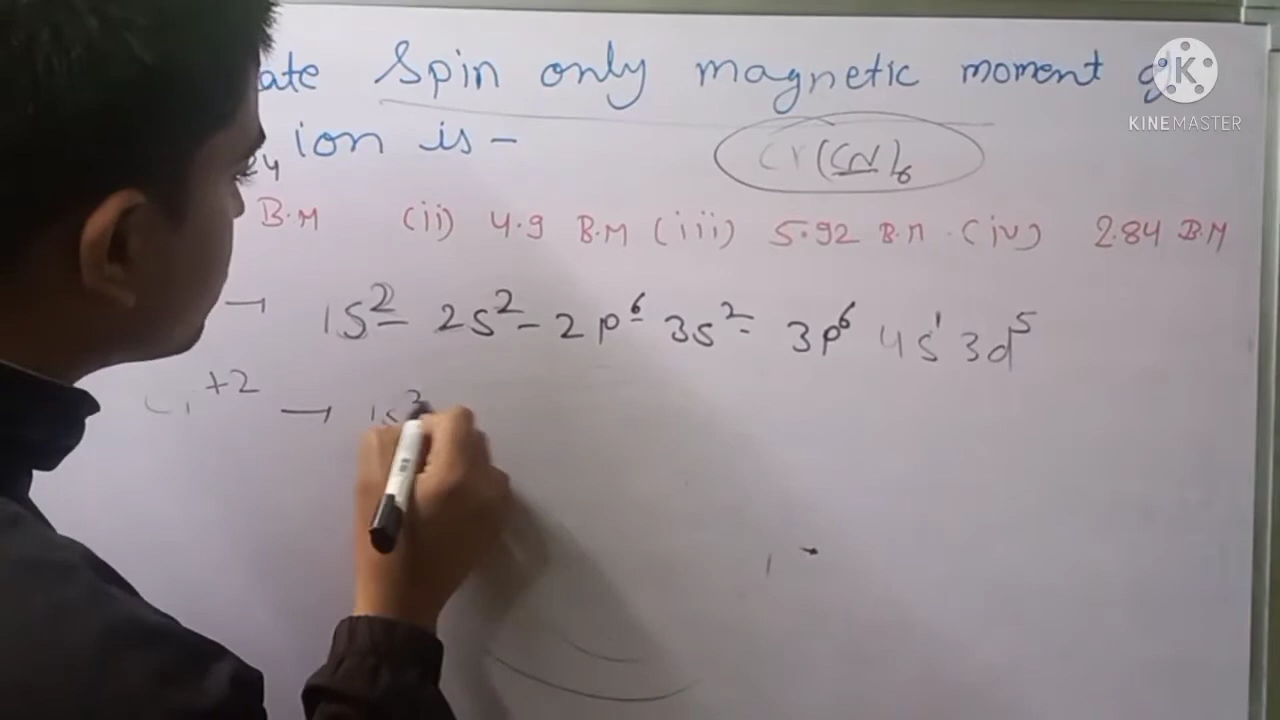 ate Spin only magnetic moment of
K
KINEMASTER
ion is -
Cr(CN)6
24
B.M (ii) 4.9 B.M (iii) 5.92 B.M. (iv) 2.84 B.M
→ 1s² - 2s² - 2p⁶ - 3s² - 3p⁶ 4s¹ 3d⁵
+2 → 1s²